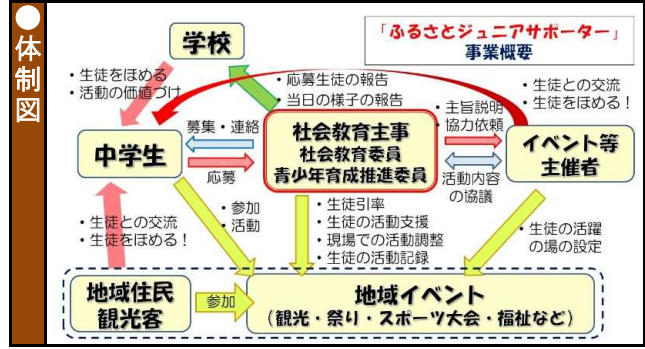 ●体制図
「ふるさとジュニアサポーター」
事業概要
学校
・生徒をほめる
・活動の価値づけ
・応募生徒の報告
・当日の様子の報告
・生徒との交流
・生徒をほめる！
中学生
募集・連絡
応募
社会教育主事
社会教育委員
青少年育成推進委員
・主旨説明
・協力依頼
活動内容
の協議
イベント等
主催者
・生徒との交流
・生徒をほめる！
・参加
・活動
・生徒引率
・生徒の活動支援
・現場での活動調整
・生徒の活動記録
・生徒の活躍
の場の設定
地域住民
観光客
参加
地域イベント
（観光・祭り・スポーツ大会・福祉など）